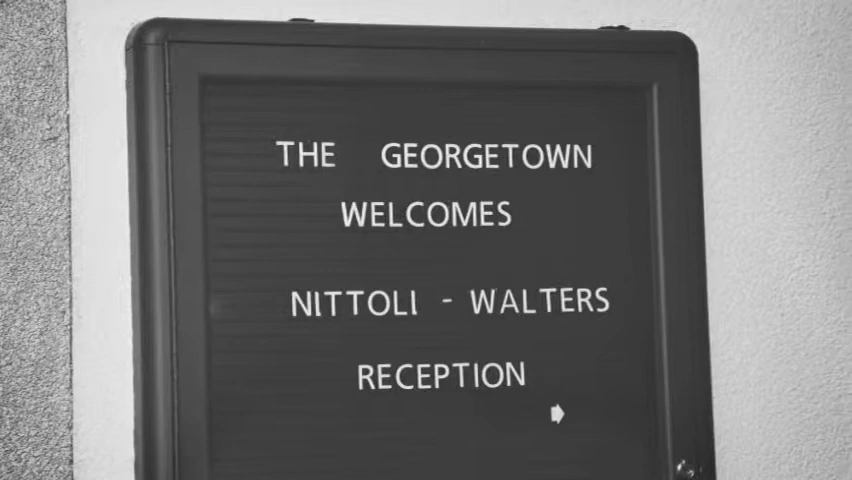 THE GEORGETOWN
WELCOMES
NITTOLI - WALTERS
RECEPTION